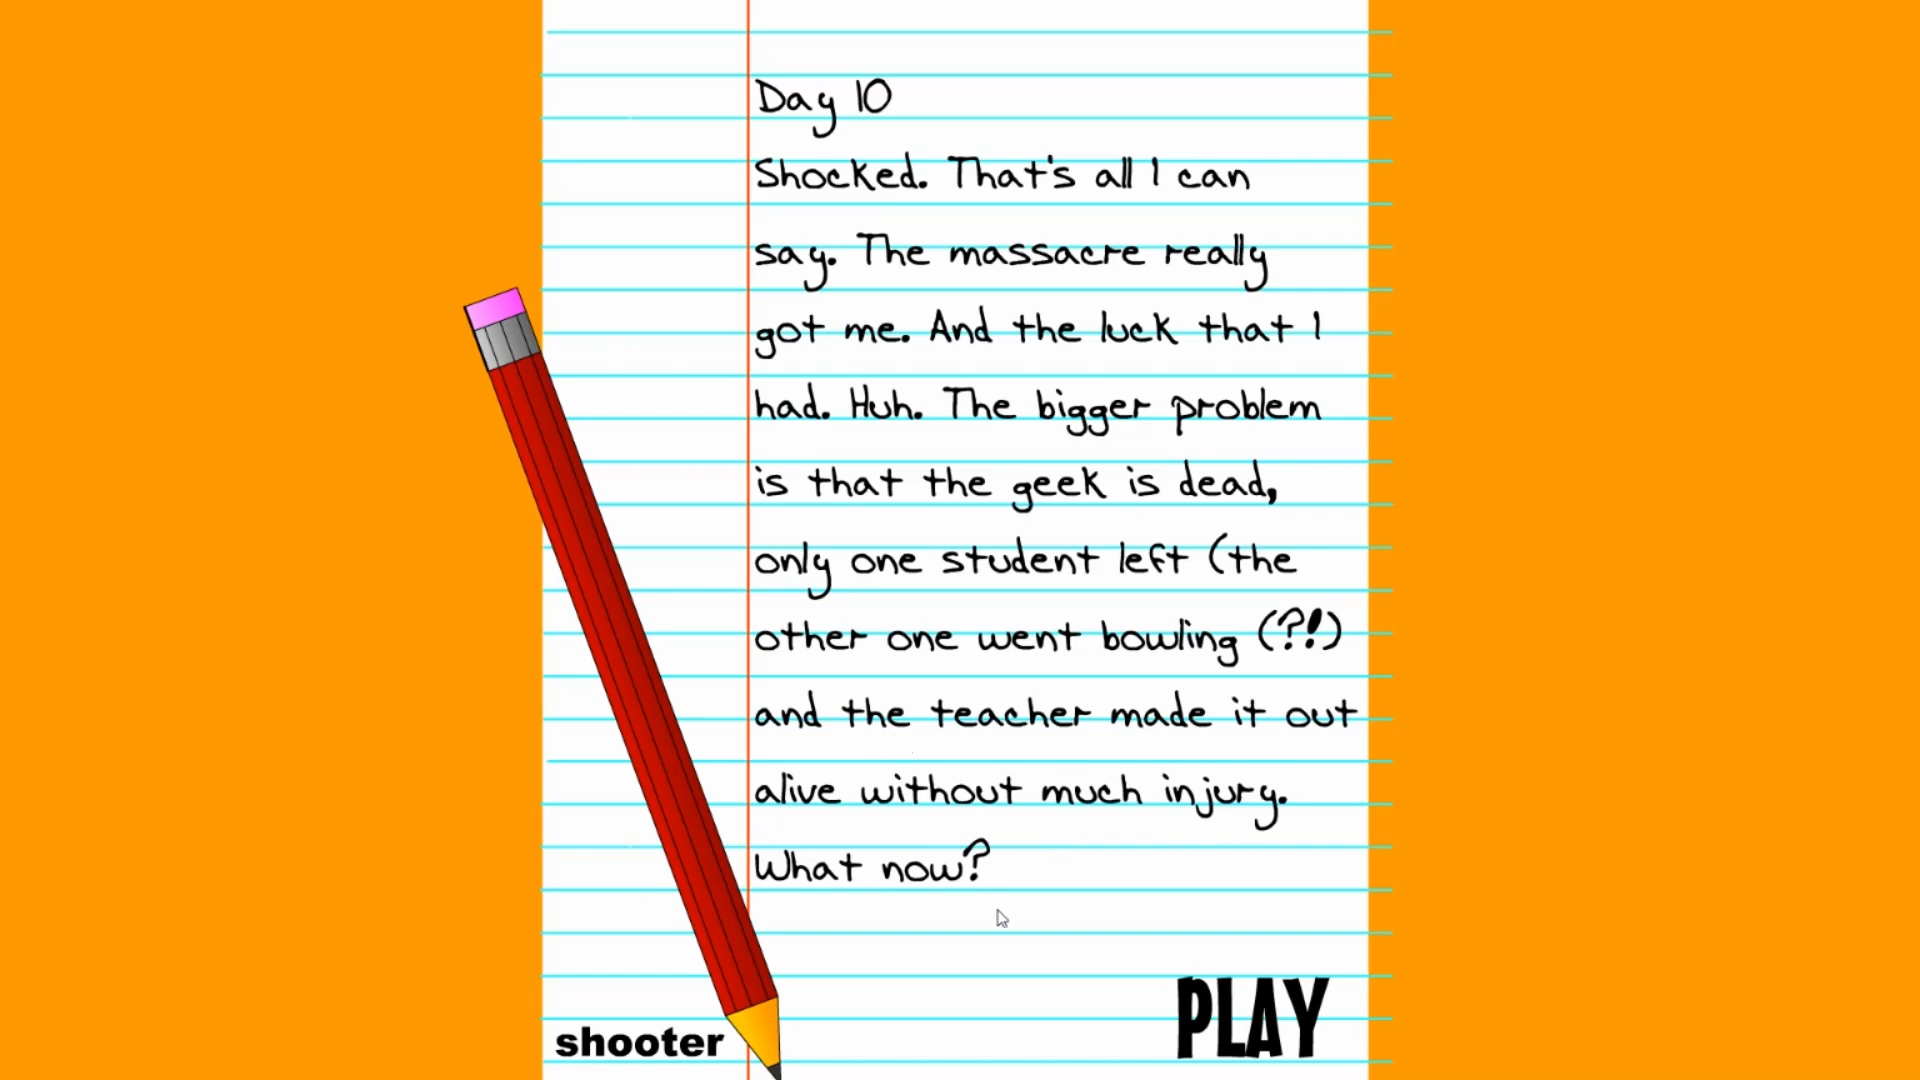 Day 10
Shocked. That's all I can
say. The massacre really
got me. And the luck that I
had. Huh. The bigger problem
is that the geek is dead,
only one student left (the
other one went bowling (?!)
and the teacher made it out
alive without much injury.
What now?
shooter
PLAY